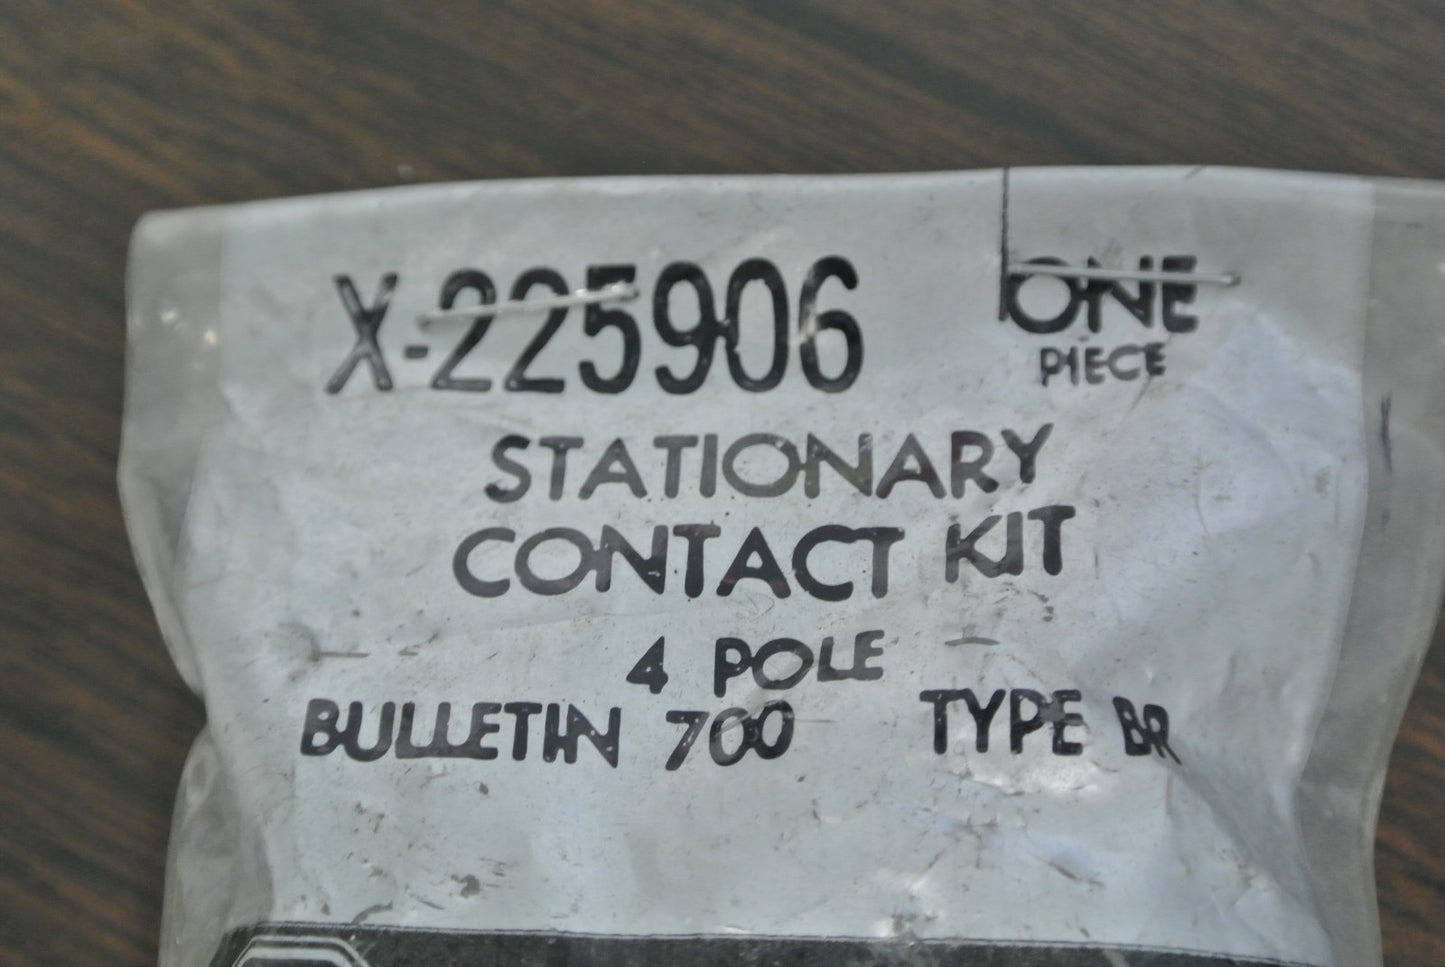 X-225906
ONE
PIECE
STATIONARY
CONTACT KIT
4 POLE
BULLETIN 700 TYPE BR